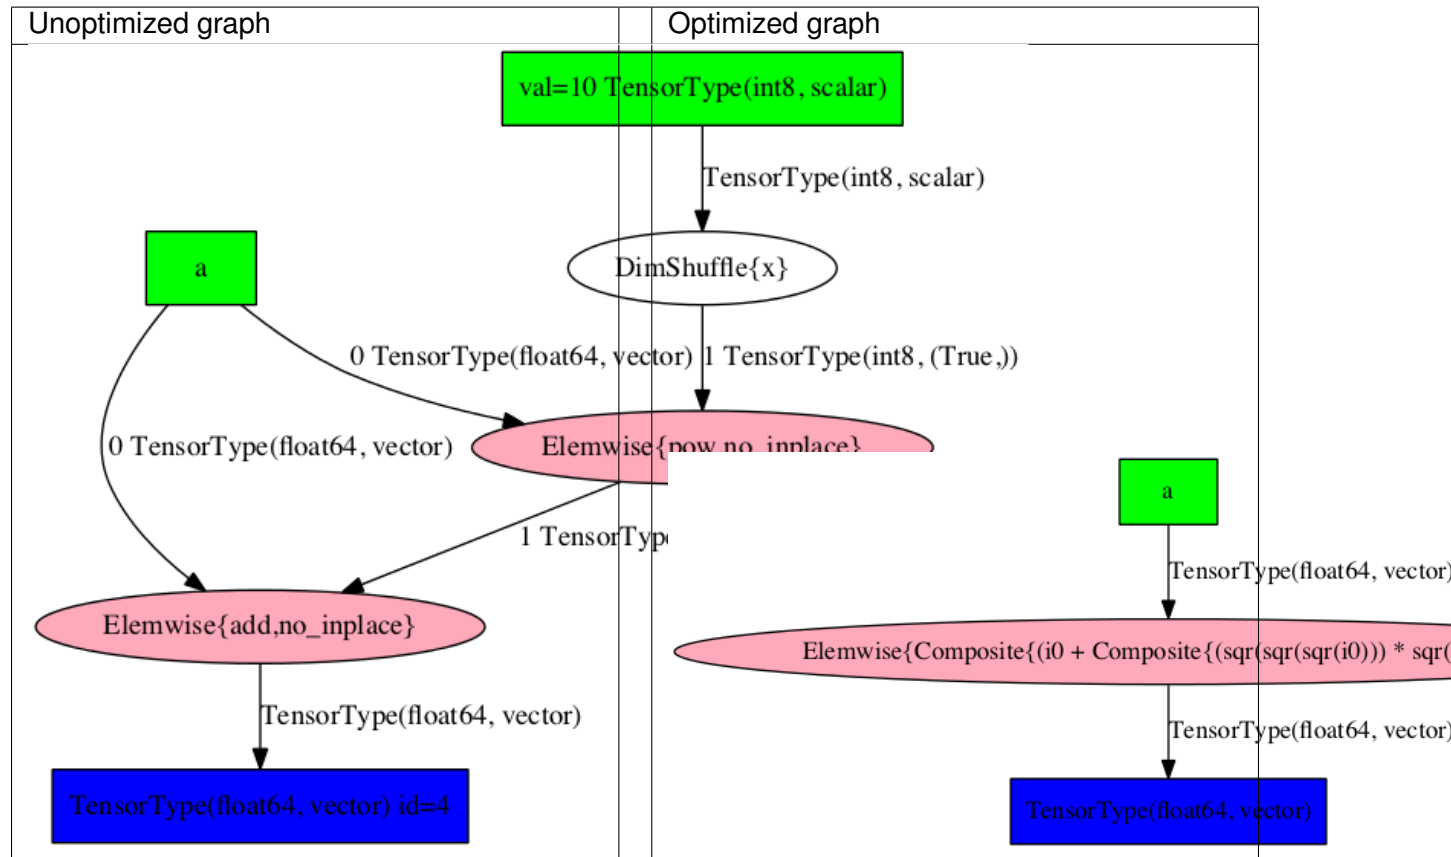 Unoptimized graph
Optimized graph
val=10 TensorType(int8, scalar)
TensorType(int8, scalar)
a
DimShuffle{x}
0 TensorType(float64, vector)
1 TensorType(int8, (True,))
0 TensorType(float64, vector)
Elemwise{pow,no_inplace}
a
1 TensorType
TensorType(float64, vector)
Elemwise{add,no_inplace}
Elemwise{Composite{(i0 + Composite{(sqr(sqr(sqr(i0))) * sqr(
TensorType(float64, vector)
TensorType(float64, vector)
TensorType(float64, vector) id=4
TensorType(float64, vector)